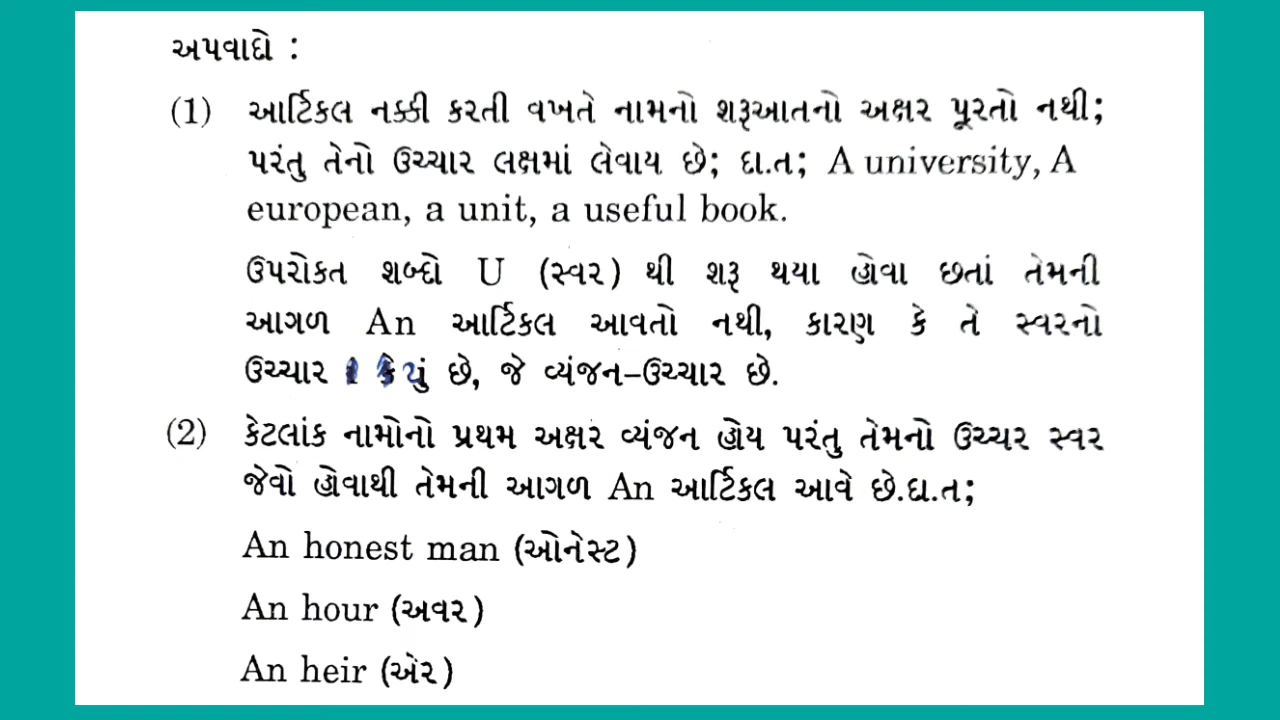 અપવાદો :
(1) આર્ટિકલ નક્કી કરતી વખતે નામનો શરૂઆતનો અક્ષર પૂરતો નથી;
પરંતુ તેનો ઉચ્ચાર લક્ષમાં લેવાય છે; દા.ત; A university, A
european, a unit, a useful book.
ઉપરોકત શબ્દો U (સ્વર) થી શરૂ થયા હોવા છતાં તેમની
આગળ An આર્ટિકલ આવતો નથી, કારણ કે તે સ્વરનો
ઉચ્ચાર છે, જે વ્યંજન–ઉચ્ચાર છે.
(2) કેટલાંક નામોનો પ્રથમ અક્ષર વ્યંજન હોય પરંતુ તેમનો ઉચ્ચર સ્વર
જેવો હોવાથી તેમની આગળ An આર્ટિકલ આવે છે.દા.ત;
An honest man (ઓનેસ્ટ)
An hour (અવર)
An heir (એર)